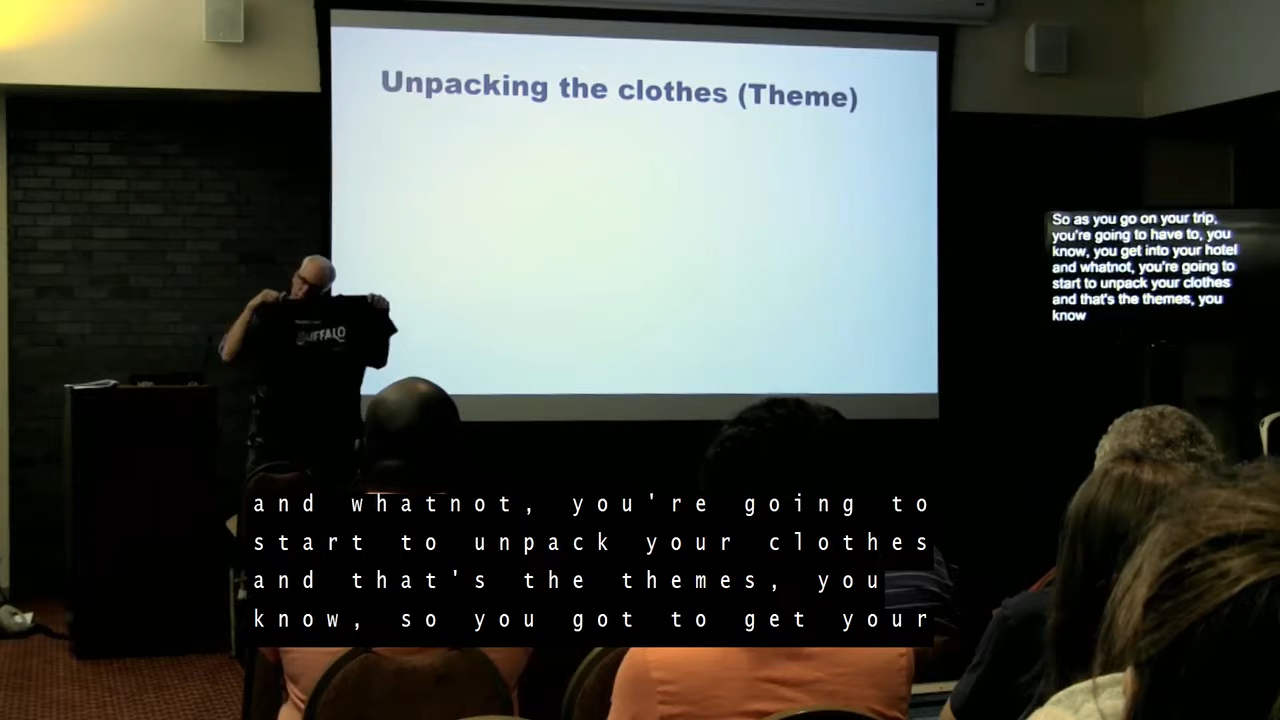 Unpacking the clothes (Theme)
So as you go on your trip,
you're going to have to, you
know, you get into your hotel
and whatnot, you're going to
start to unpack your clothes
and that's the themes, you
know
BUFFALO
and whatnot, you're going to
start to unpack your clothes
and that's the themes, you
know, so you got to get your